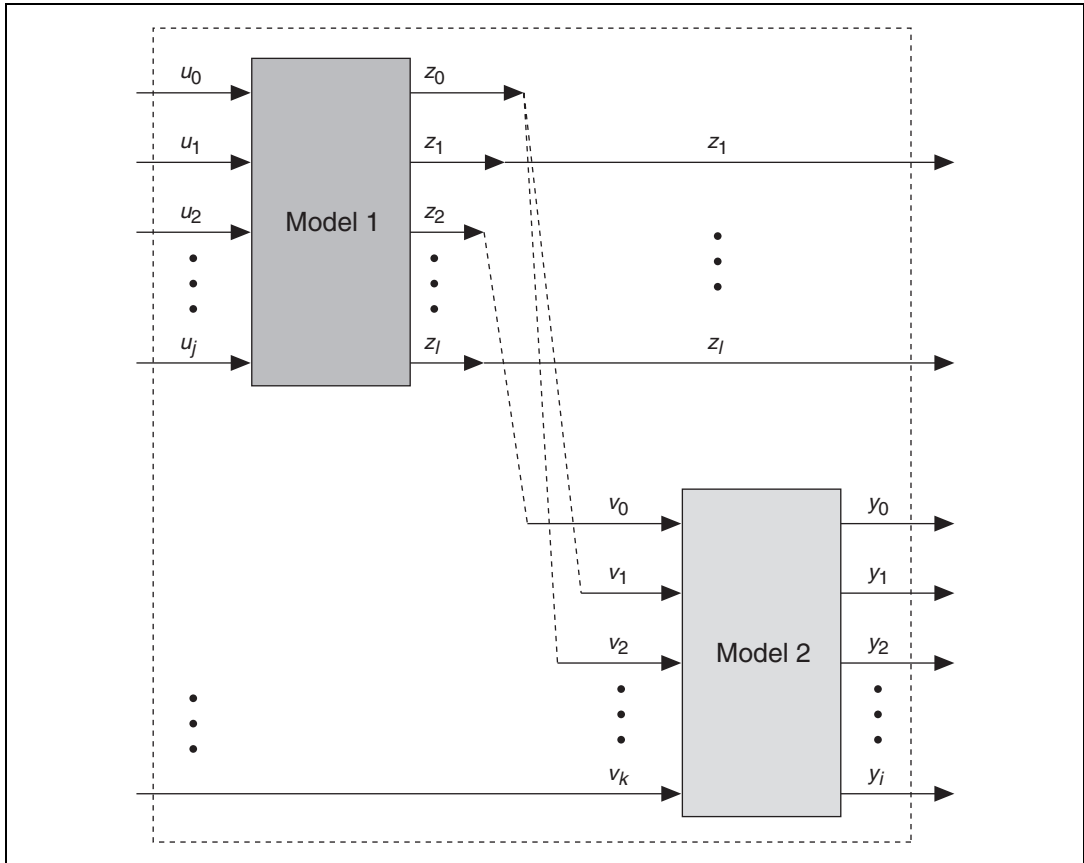 u0 z0
u1 z1 z1
u2 z2
Model 1
uj zl zl
v0 y0
v1 y1
v2 y2
Model 2
vk yi